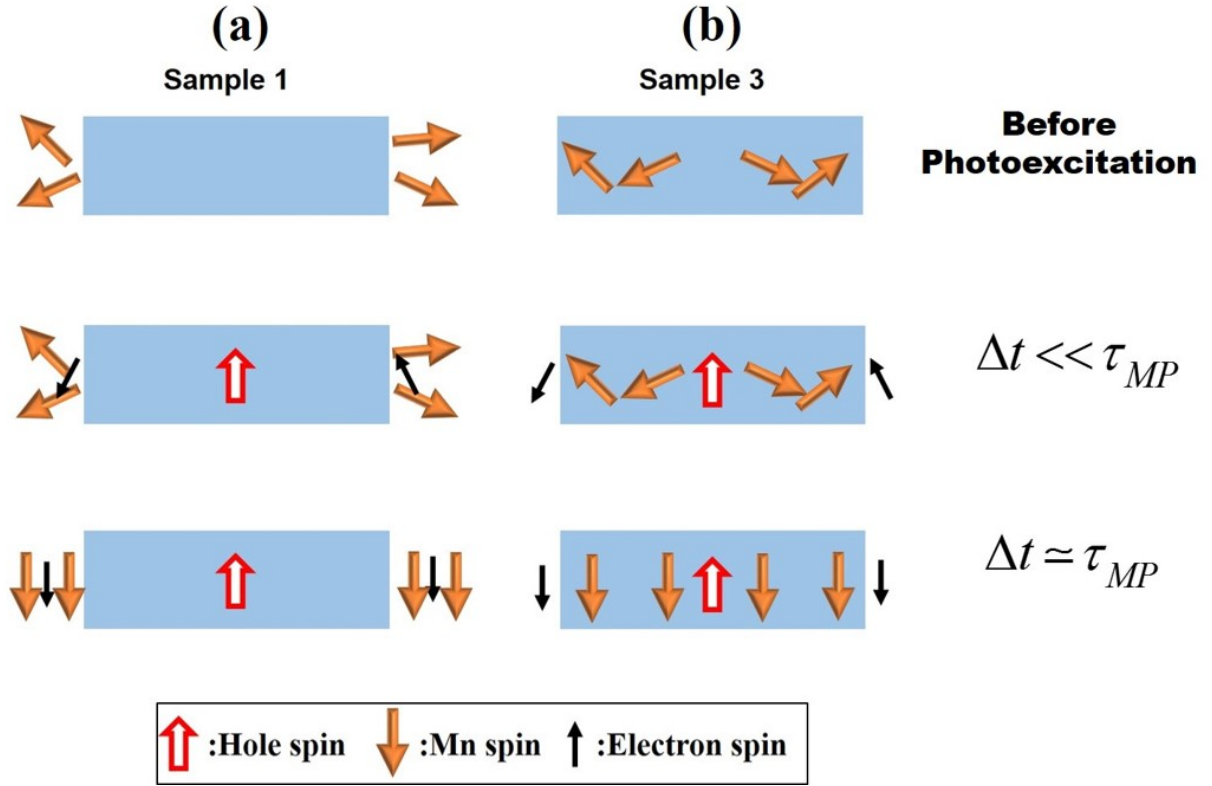 (a)
(b)
Sample 1
Sample 3
Before
Photoexcitation
Δt << τ_MP
Δt ≃ τ_MP
:Hole spin :Mn spin :Electron spin